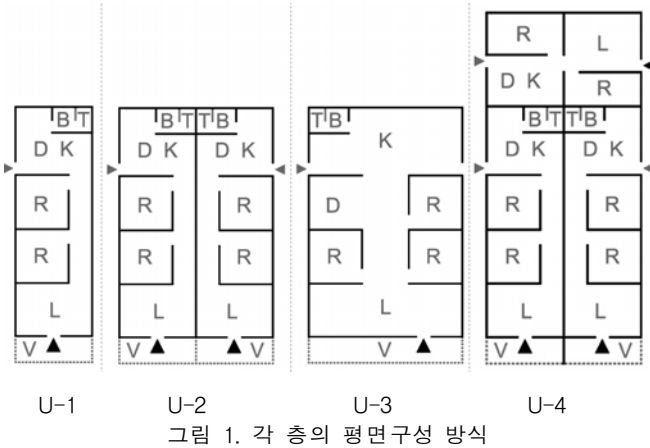 R L
D K R
B T B T T B T B K B T T B
D K D K D K D K D K
R R R D R R R
R R R R R R R
L L L L L L
V V V V V V
U-1 U-2 U-3 U-4
그림 1. 각 층의 평면구성 방식